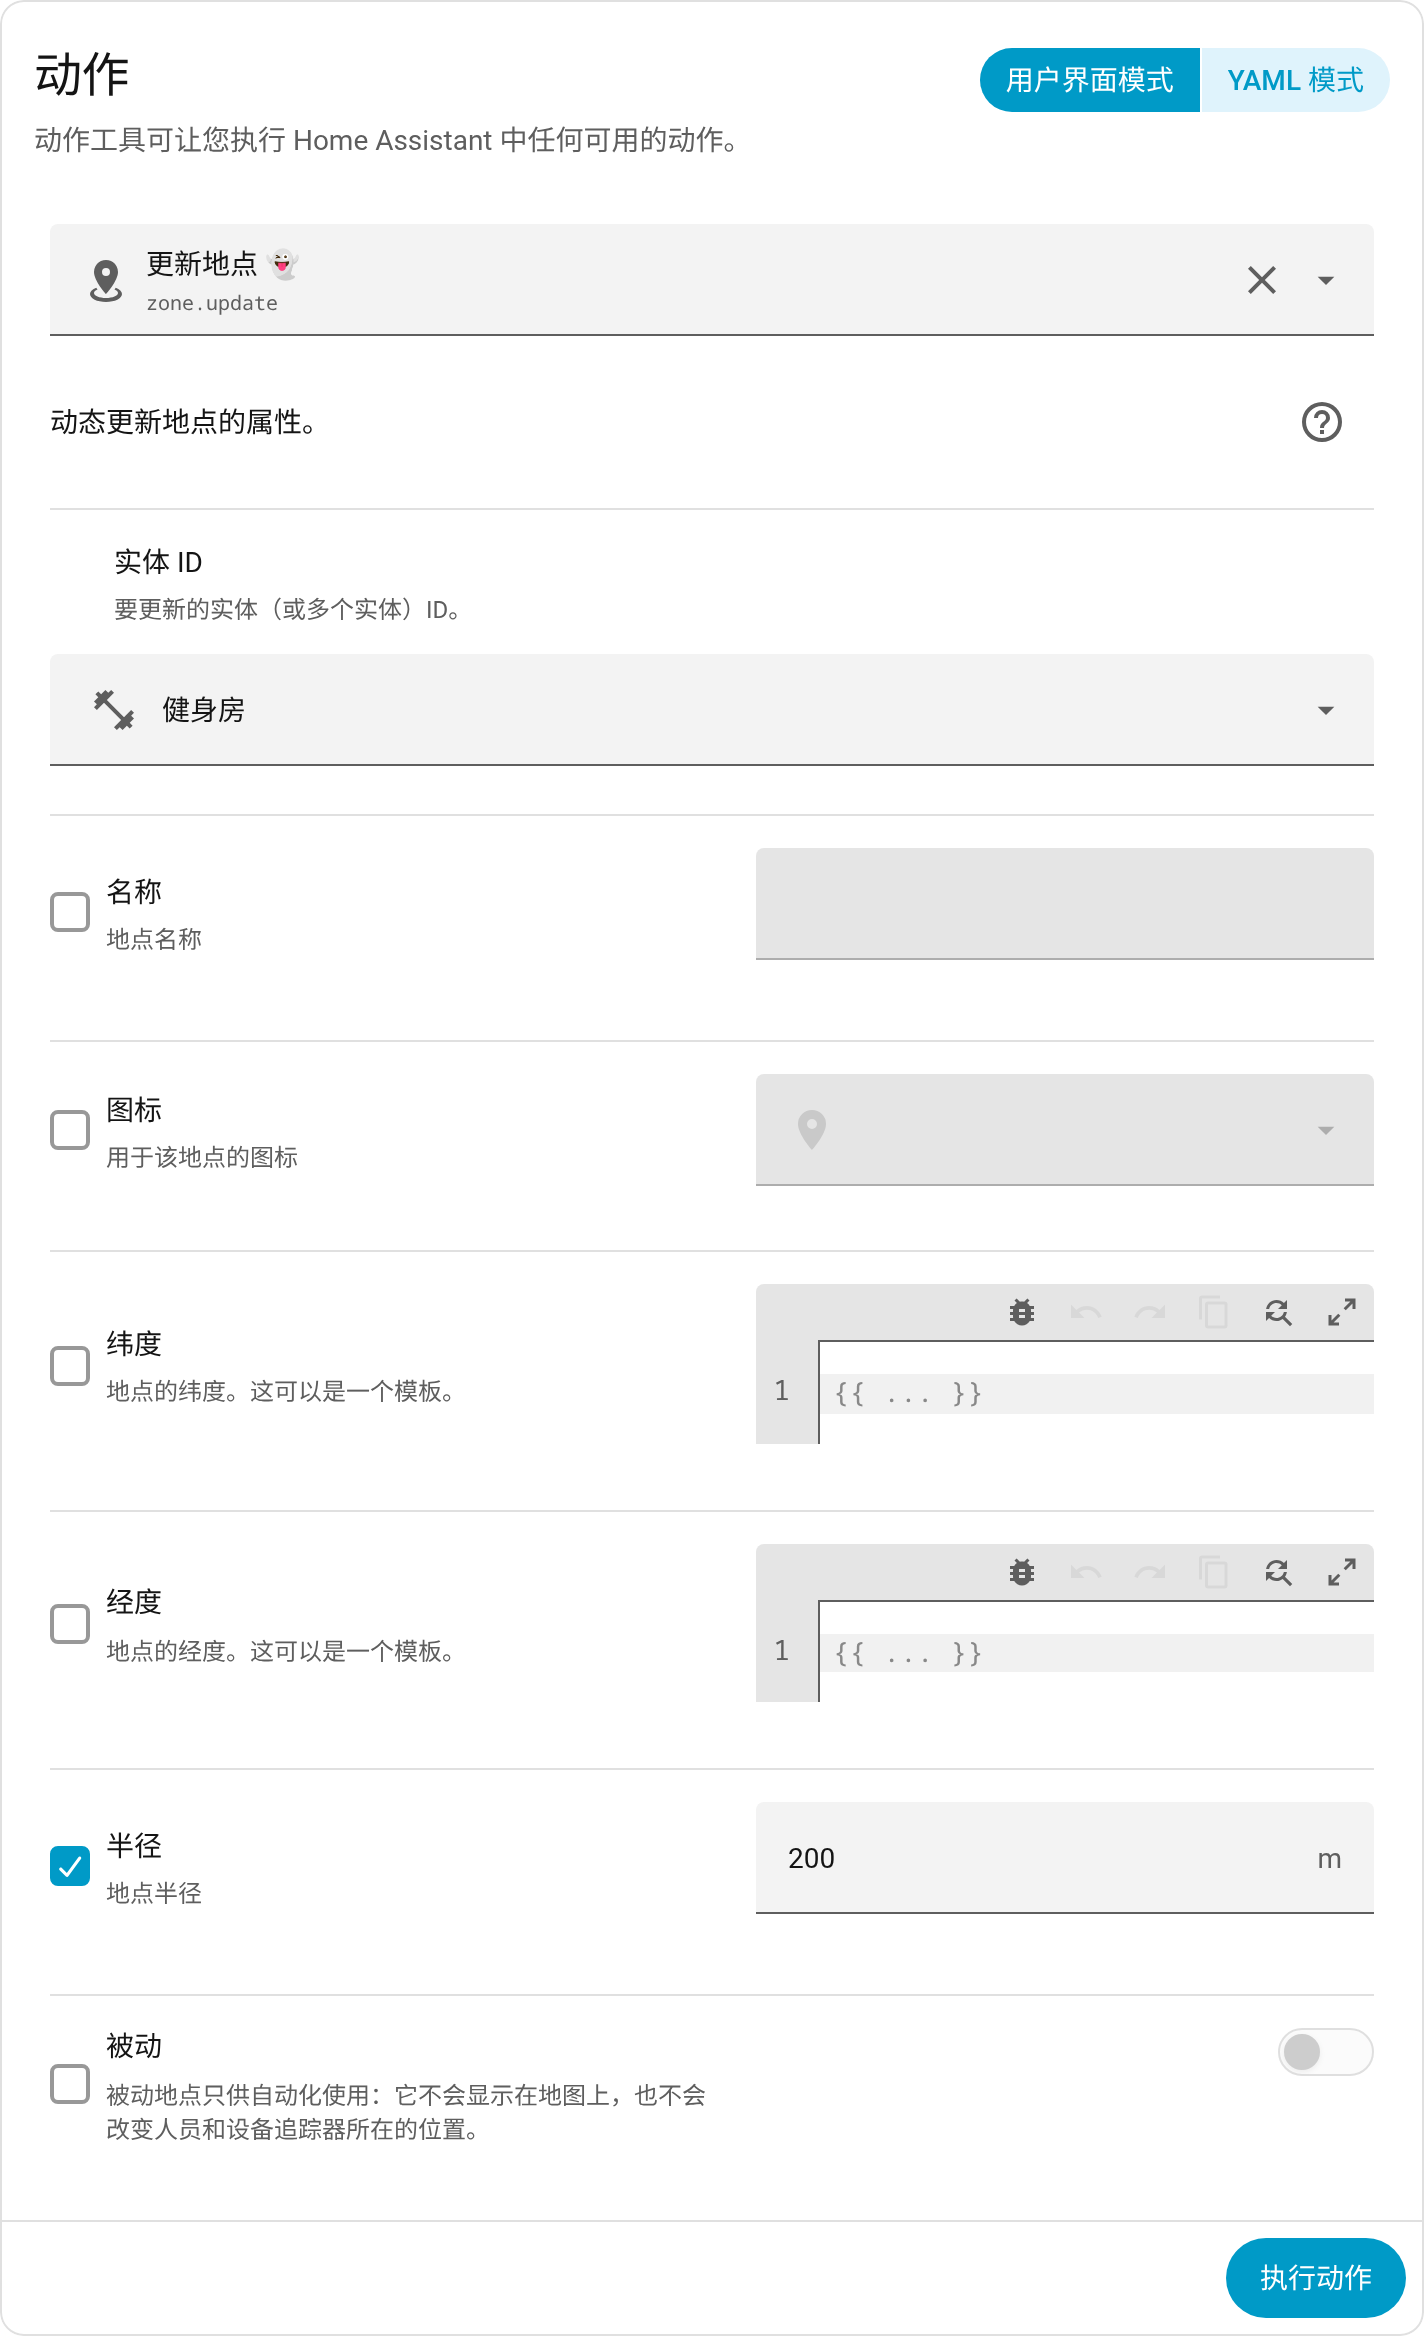 动作
用户界面模式
YAML 模式
动作工具可让您执行 Home Assistant 中任何可用的动作。
更新地点 👻
zone.update
动态更新地点的属性。
实体 ID
要更新的实体（或多个实体）ID。
健身房
名称
地点名称
图标
用于该地点的图标
纬度
地点的纬度。这可以是一个模板。
1
{{ ... }}
经度
地点的经度。这可以是一个模板。
1
{{ ... }}
半径
地点半径
200
m
被动
被动地点只供自动化使用：它不会显示在地图上，也不会
改变人员和设备追踪器所在的位置。
执行动作